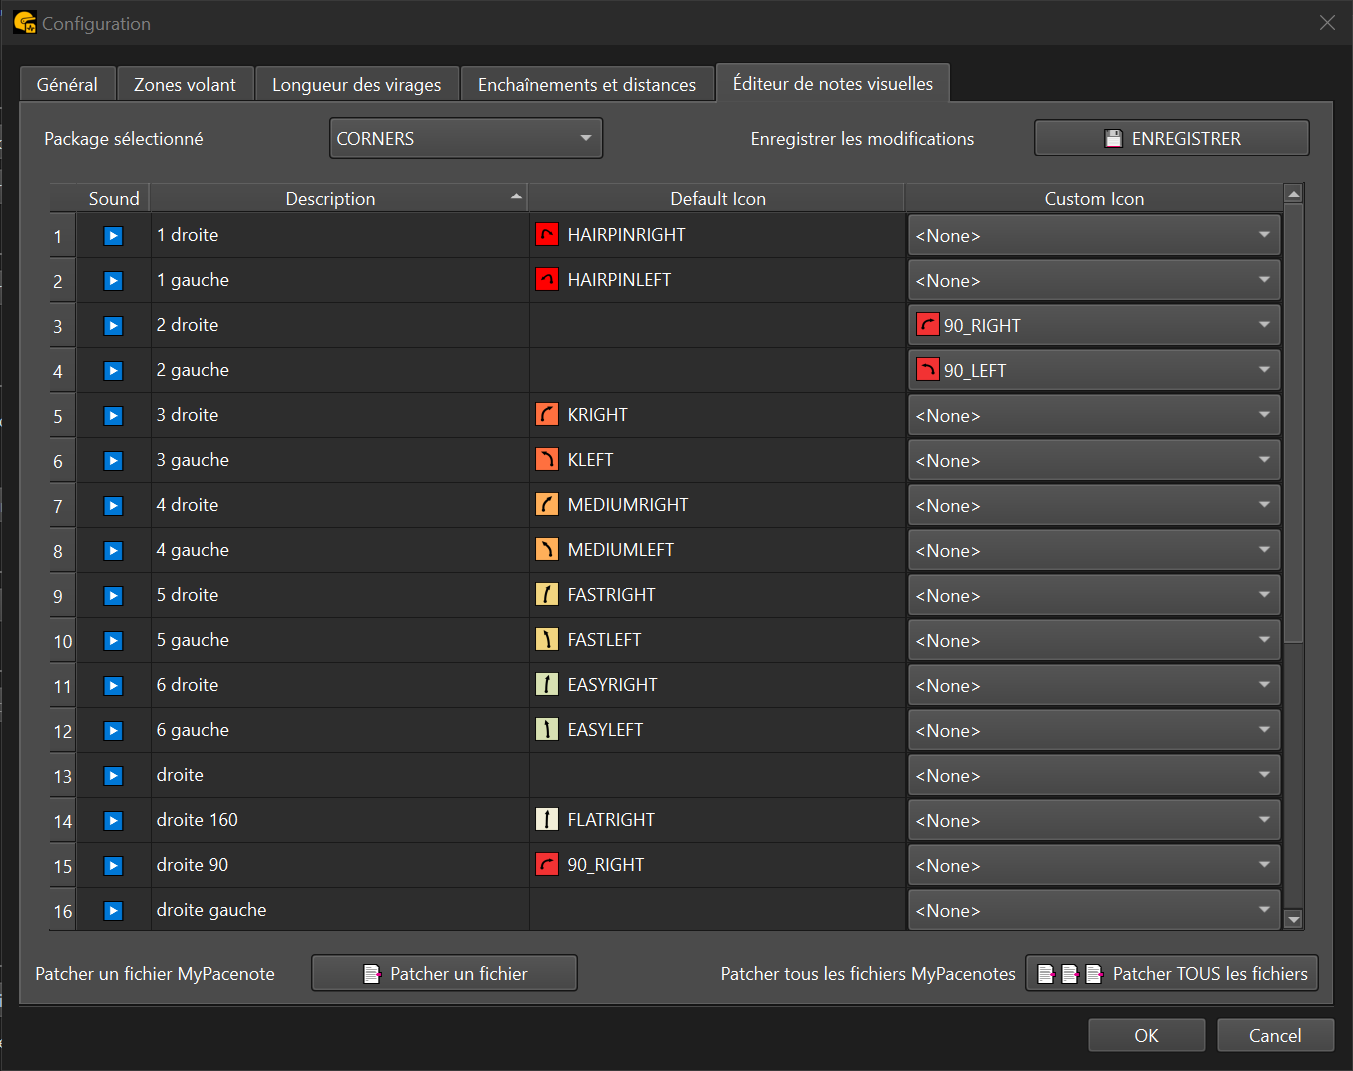 Configuration
Général Zones volant Longueur des virages Enchaînements et distances Éditeur de notes visuelles
Package sélectionné CORNERS Enregistrer les modifications ENREGISTRER
Sound Description Default Icon Custom Icon
1 1 droite HAIRPINRIGHT <None>
2 1 gauche HAIRPINLEFT <None>
3 2 droite 90_RIGHT
4 2 gauche 90_LEFT
5 3 droite KRIGHT <None>
6 3 gauche KLEFT <None>
7 4 droite MEDIUMRIGHT <None>
8 4 gauche MEDIUMLEFT <None>
9 5 droite FASTRIGHT <None>
10 5 gauche FASTLEFT <None>
11 6 droite EASYRIGHT <None>
12 6 gauche EASYLEFT <None>
13 droite <None>
14 droite 160 FLATRIGHT <None>
15 droite 90 90_RIGHT <None>
16 droite gauche <None>
Patcher un fichier MyPacenote Patcher un fichier Patcher tous les fichiers MyPacenotes Patcher TOUS les fichiers
OK Cancel